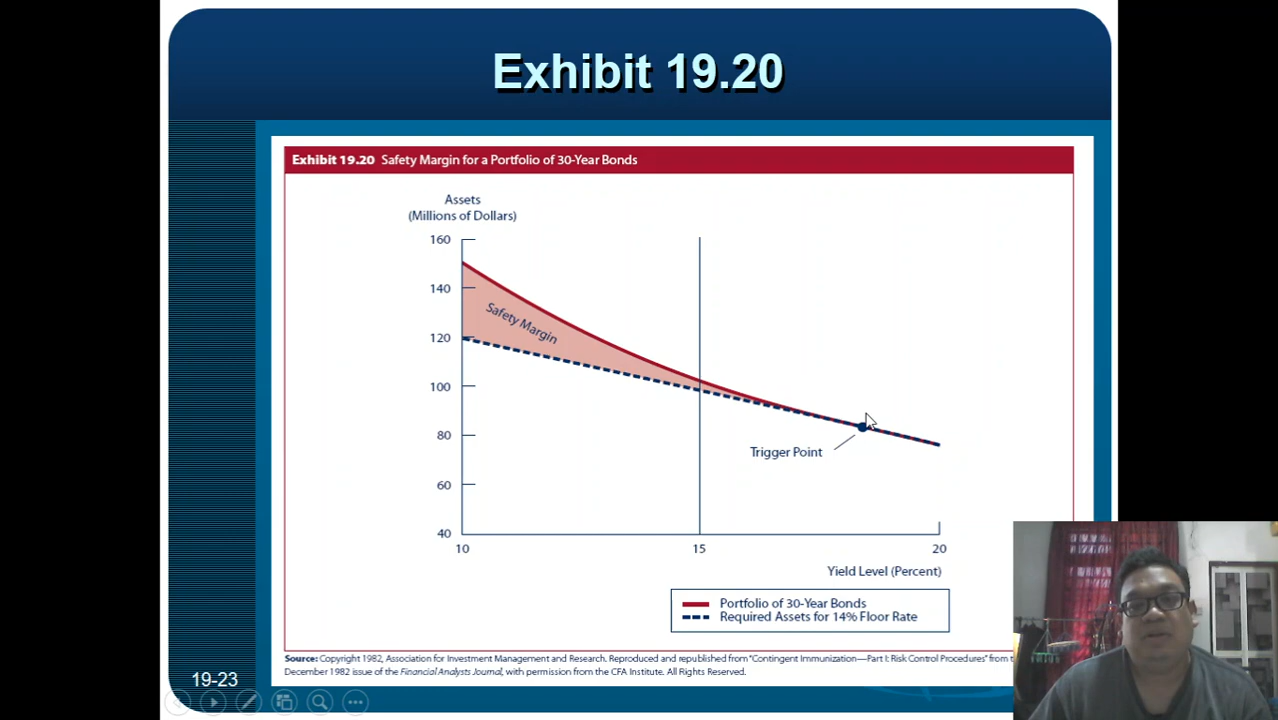 Exhibit 19.20
Exhibit 19.20 Safety Margin for a Portfolio of 30-Year Bonds
Assets
(Millions of Dollars)
160
140
120
100
80
60
40
Safety Margin
Trigger Point
10
15
20
Yield Level (Percent)
Portfolio of 30-Year Bonds
Required Assets for 14% Floor Rate
Source: Copyright 1982, Association for Investment Management and Research. Reproduced and republished from "Contingent Immunization—Part I: Risk Control Procedures" from
December 1982 issue of the Financial Analysts Journal, with permission from the CFA Institute. All Rights Reserved.
19-23